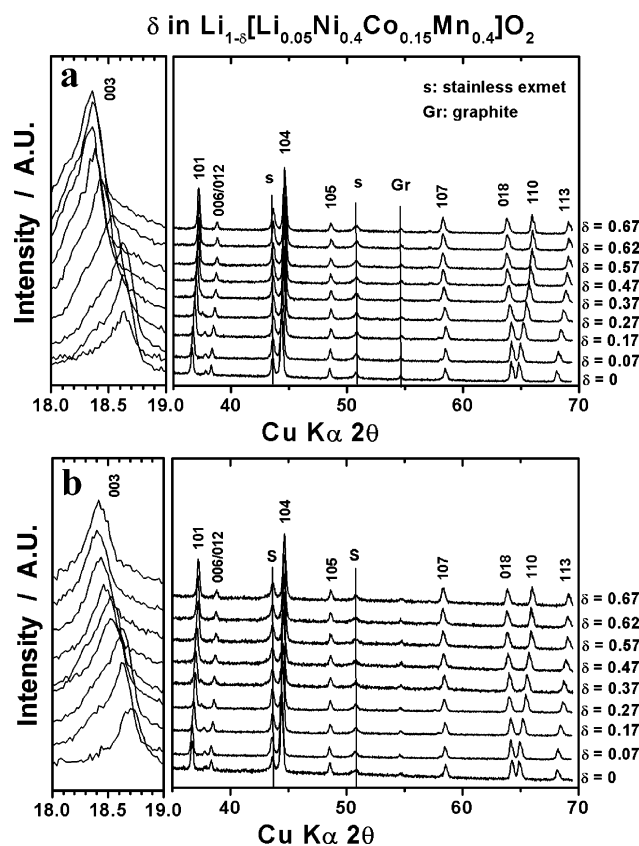 δ in Li1-δ[Li0.05Ni0.4Co0.15Mn0.4]O2
a
003
s: stainless exmet
Gr: graphite
101
006/012
s
104
105
s
Gr
107
018
110
113
δ = 0.67
δ = 0.62
δ = 0.57
δ = 0.47
δ = 0.37
δ = 0.27
δ = 0.17
δ = 0.07
δ = 0
Intensity / A.U.
18.0 18.5 19.0 40 50 60 70
Cu Kα 2θ
b
003
101
006/012
S
104
105
S
107
018
110
113
δ = 0.67
δ = 0.62
δ = 0.57
δ = 0.47
δ = 0.37
δ = 0.27
δ = 0.17
δ = 0.07
δ = 0
Intensity / A.U.
18.0 18.5 19.0 40 50 60 70
Cu Kα 2θ